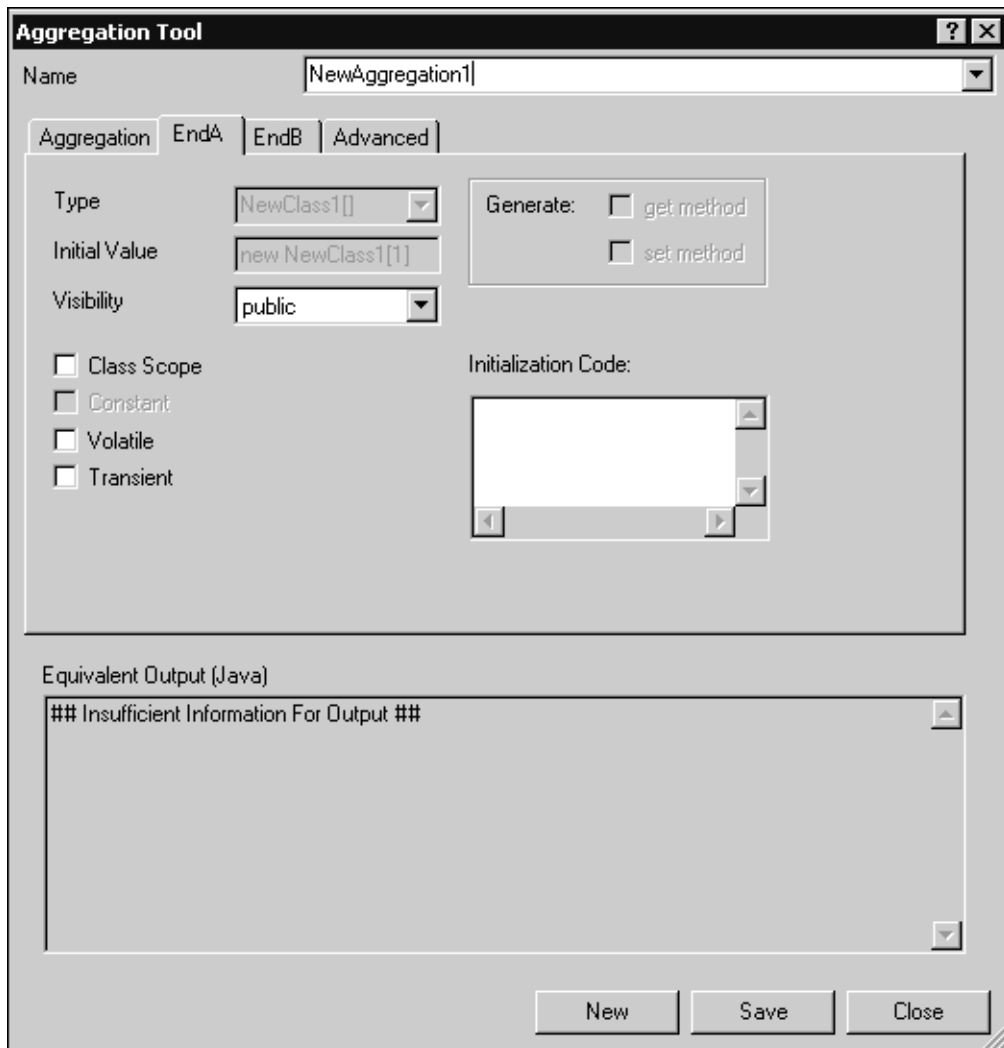 Aggregation Tool
Name NewAggregation1
Aggregation EndA EndB Advanced
Type NewClass1[] Generate: get method
Initial Value new NewClass1[1] set method
Visibility public
Class Scope Initialization Code:
Constant
Volatile
Transient
Equivalent Output (Java)
## Insufficient Information For Output ##
New Save Close